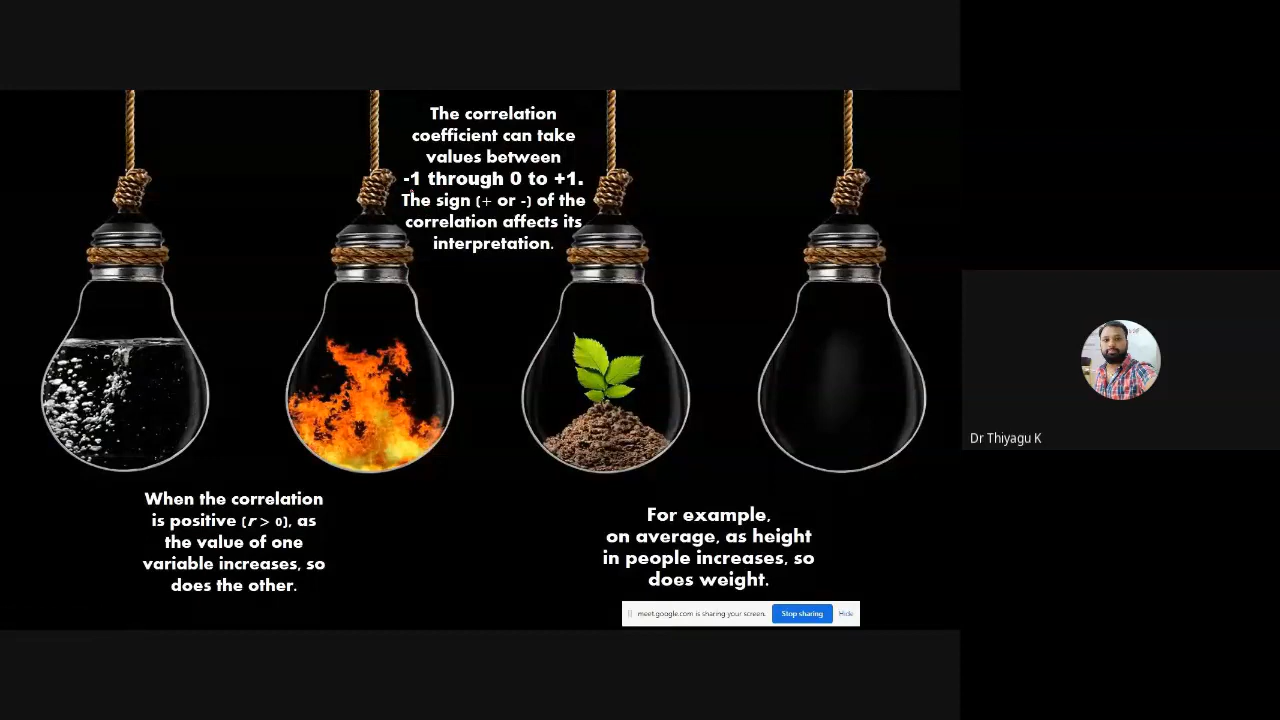 The correlation
coefficient can take
values between
-1 through 0 to +1.
The sign (+ or -) of the
correlation affects its
interpretation.
When the correlation
is positive (r > 0), as
the value of one
variable increases, so
does the other.
For example,
on average, as height
in people increases, so
does weight.
meet.google.com is sharing your screen.
Stop sharing
Hide
Dr Thiyagu K